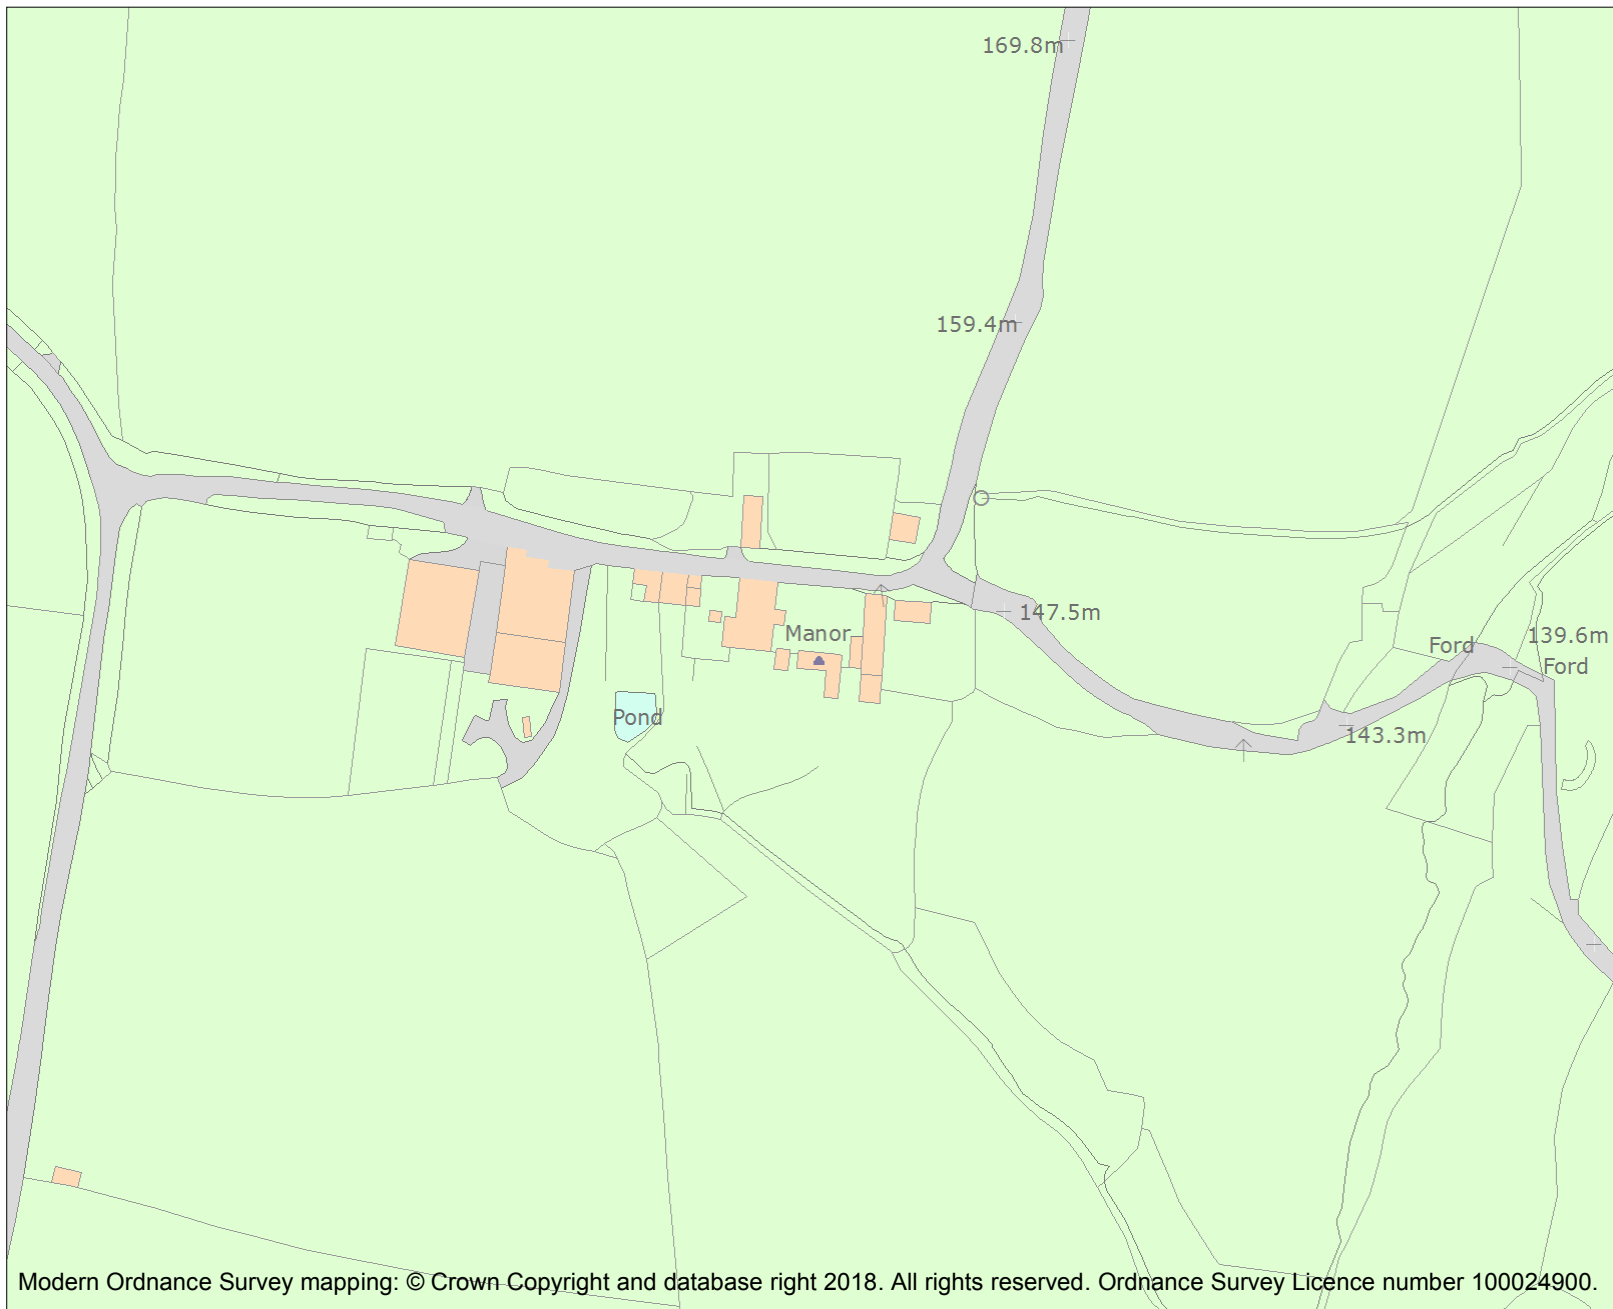 169.8m
159.4m
147.5m
Manor
139.6m
Ford
Ford
Pond
143.3m
Modern Ordnance Survey mapping: © Crown Copyright and database right 2018. All rights reserved. Ordnance Survey Licence number 100024900.